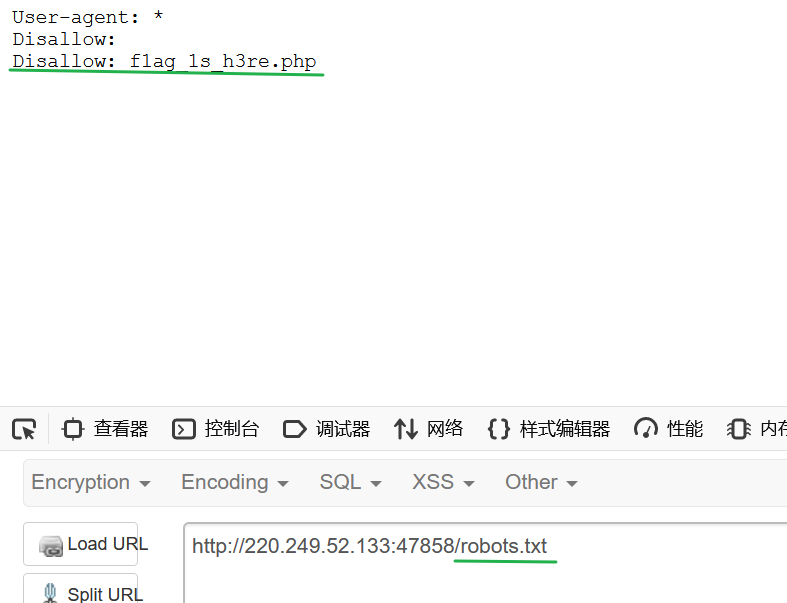 User-agent: *
Disallow:
Disallow: f1ag_1s_h3re.php
查看器 控制台 调试器 网络 样式编辑器 性能 内存
Encryption Encoding SQL XSS Other
Load URL http://220.249.52.133:47858/robots.txt
Split URL